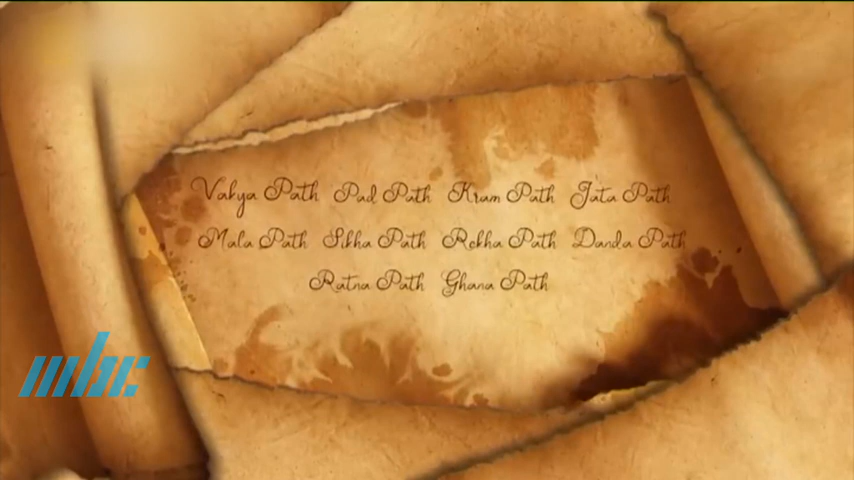 Vakya Path Pad Path Kram Path Jata Path
Mala Path Sikha Path Rekha Path Danda Path
Ratna Path Ghana Path
mbc